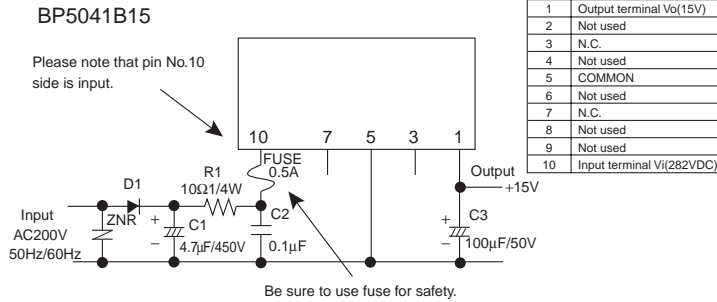 BP5041B15
Please note that pin No.10
side is input.
10 7 5 3 1
FUSE
0.5A
R1
10Ω1/4W
D1
Output
+15V
Input
AC200V
50Hz/60Hz
ZNR
+
−
C1
4.7μF/450V
C2
0.1μF
+
−
C3
100μF/50V
Be sure to use fuse for safety.
1 Output terminal Vo(15V)
2 Not used
3 N.C.
4 Not used
5 COMMON
6 Not used
7 N.C.
8 Not used
9 Not used
10 Input terminal Vi(282VDC)